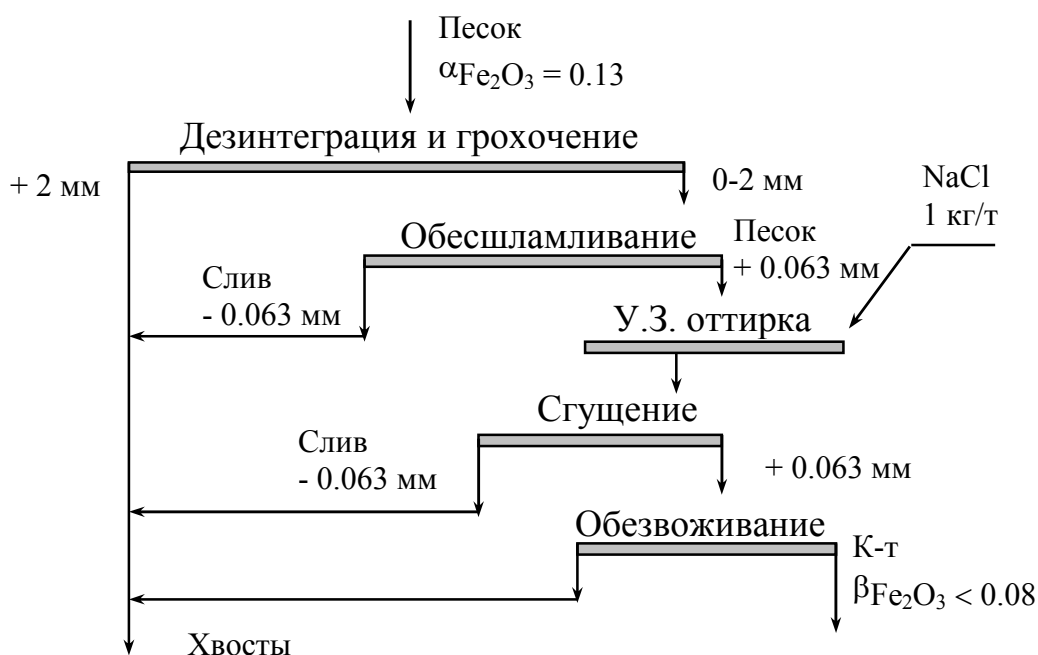 Песок
αFe₂O₃ = 0.13
Дезинтеграция и грохочение
+ 2 мм
0-2 мм
NaCl
1 кг/т
Обесшламливание
Песок
+ 0.063 мм
Слив
- 0.063 мм
У.З. оттирка
Сгущение
Слив
- 0.063 мм
+ 0.063 мм
Обезвоживание
К-т
βFe₂O₃ < 0.08
Хвосты